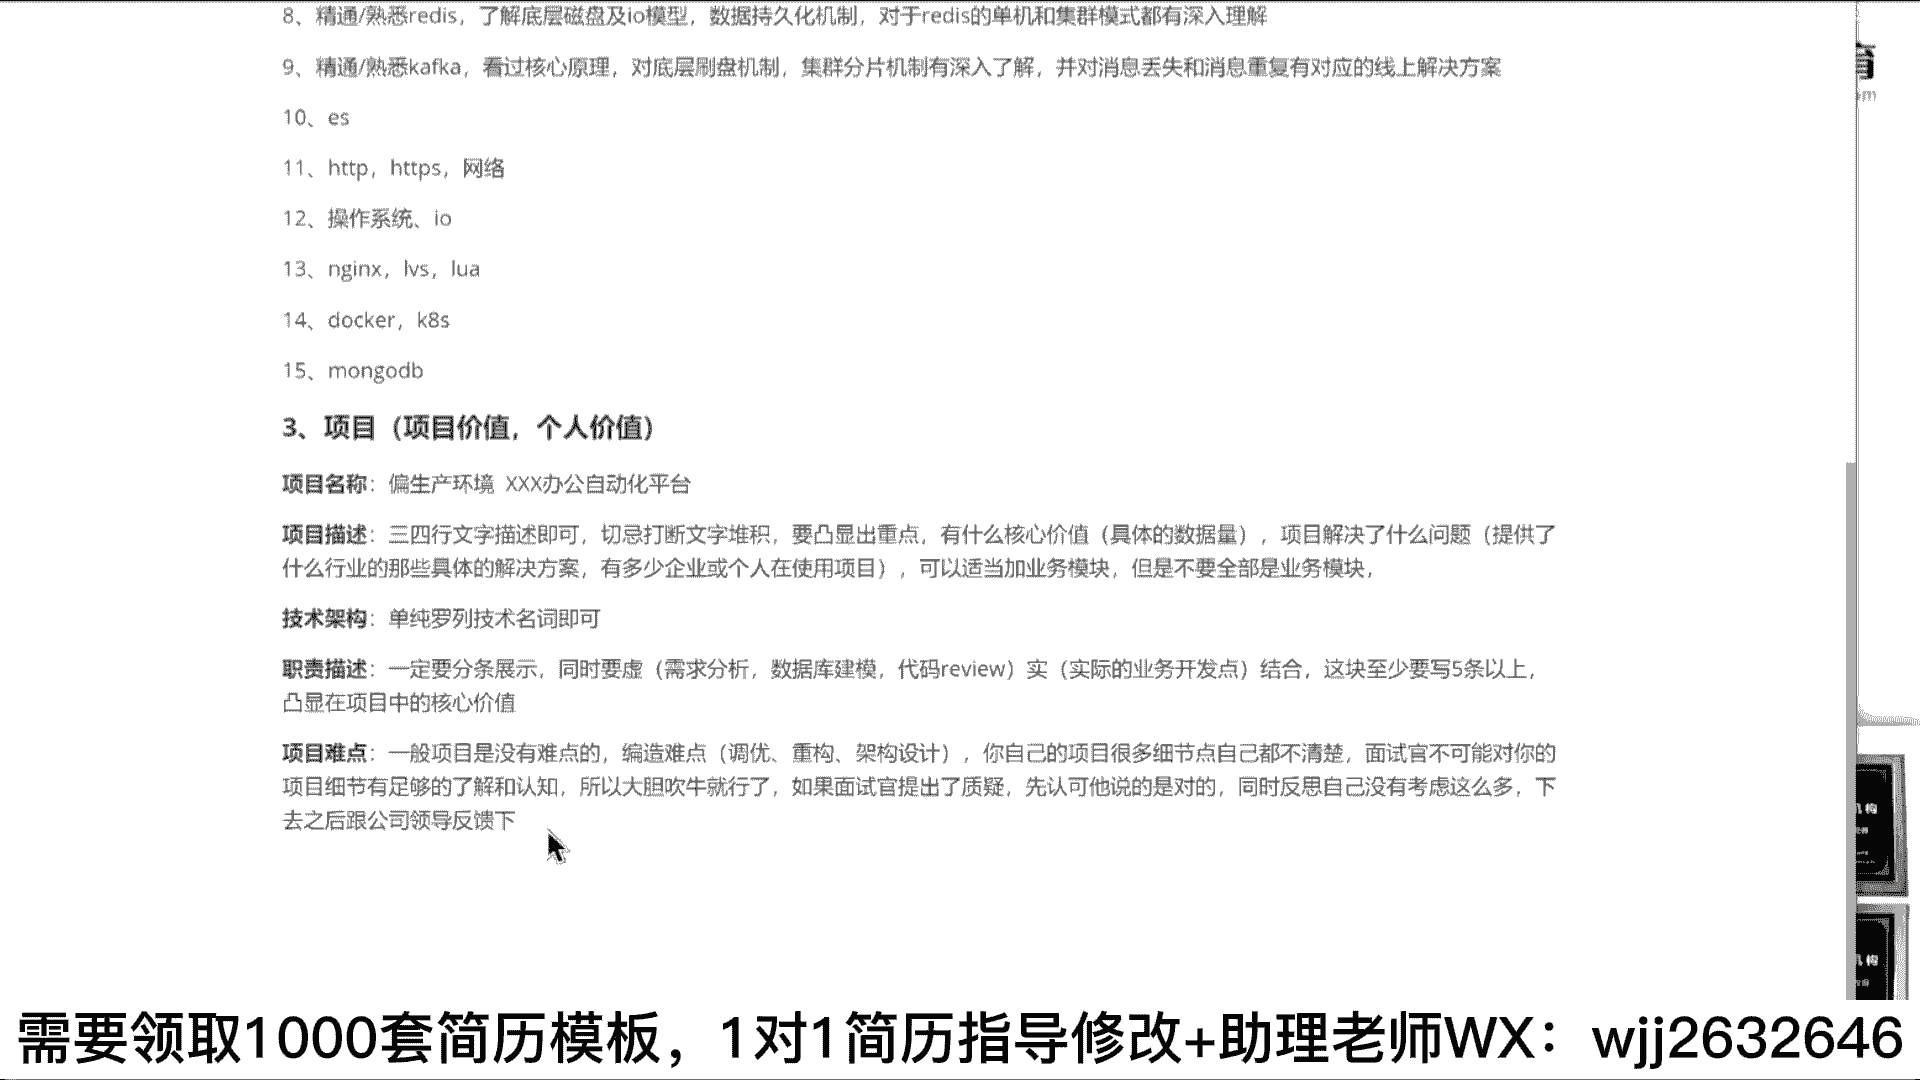 8、精通/熟悉redis，了解底层磁盘及io模型，数据持久化机制，对于redis的单机和集群模式都有深入理解
9、精通/熟悉kafka，看过核心原理，对底层刷盘机制，集群分片机制有深入了解，并对消息丢失和消息重复有对应的线上解决方案
10、es
11、http，https，网络
12、操作系统、io
13、nginx，lvs，lua
14、docker，k8s
15、mongodb
3、项目（项目价值，个人价值）
项目名称：偏生产环境 XXX办公自动化平台
项目描述：三四行文字描述即可，切忌打断文字堆积，要凸显出重点，有什么核心价值（具体的数据量），项目解决了什么问题（提供了
什么行业的那些具体的解决方案，有多少企业或个人在使用项目），可以适当加业务模块，但是不要全部是业务模块，
技术架构：单纯罗列技术名词即可
职责描述：一定要分条展示，同时要虚（需求分析，数据库建模，代码review）实（实际的业务开发点）结合，这块至少要写5条以上，
凸显在项目中的核心价值
项目难点：一般项目是没有难点的，编造难点（调优、重构、架构设计），你自己的项目很多细节点自己都不清楚，面试官不可能对你的
项目细节有足够的了解和认知，所以大胆吹牛就行了，如果面试官提出了质疑，先认可他说的是对的，同时反思自己没有考虑这么多，下
去之后跟公司领导反馈下
需要领取1000套简历模板，1对1简历指导修改+助理老师WX：wjj2632646